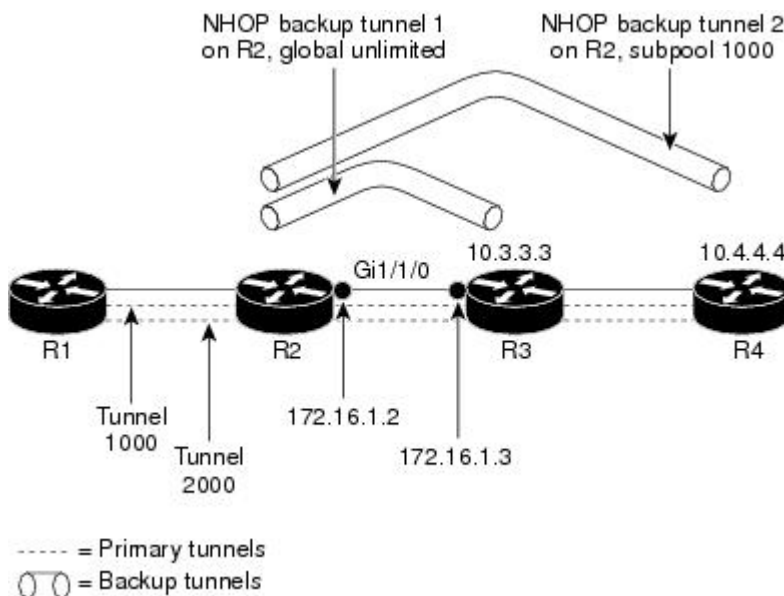 NHOP backup tunnel 1
on R2, global unlimited
NHOP backup tunnel 2
on R2, subpool 1000
10.3.3.3
10.4.4.4
Gi1/1/0
R1
R2
R3
R4
Tunnel
1000
Tunnel
2000
172.16.1.2
172.16.1.3
= Primary tunnels
= Backup tunnels